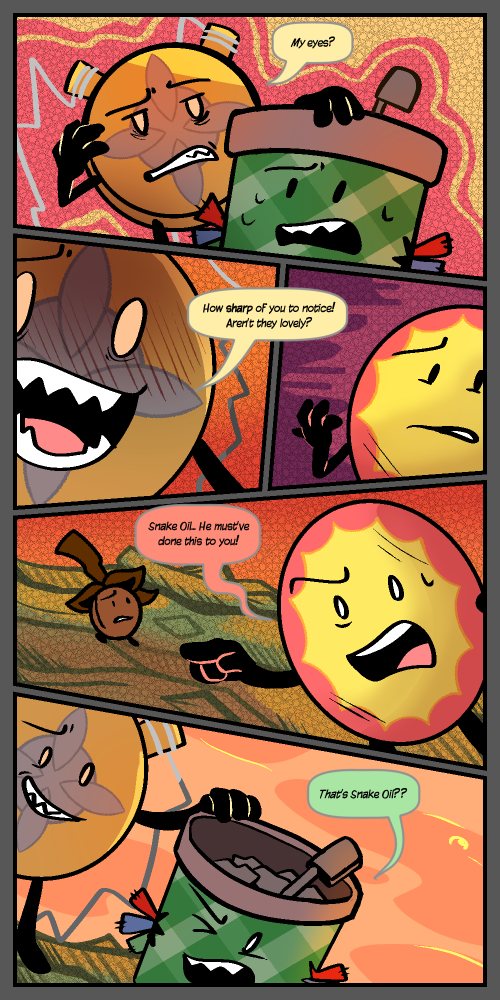 My eyes?
How sharp of you to notice!
Aren't they lovely?
Snake Oil. He must've
done this to you!
That's Snake Oil??